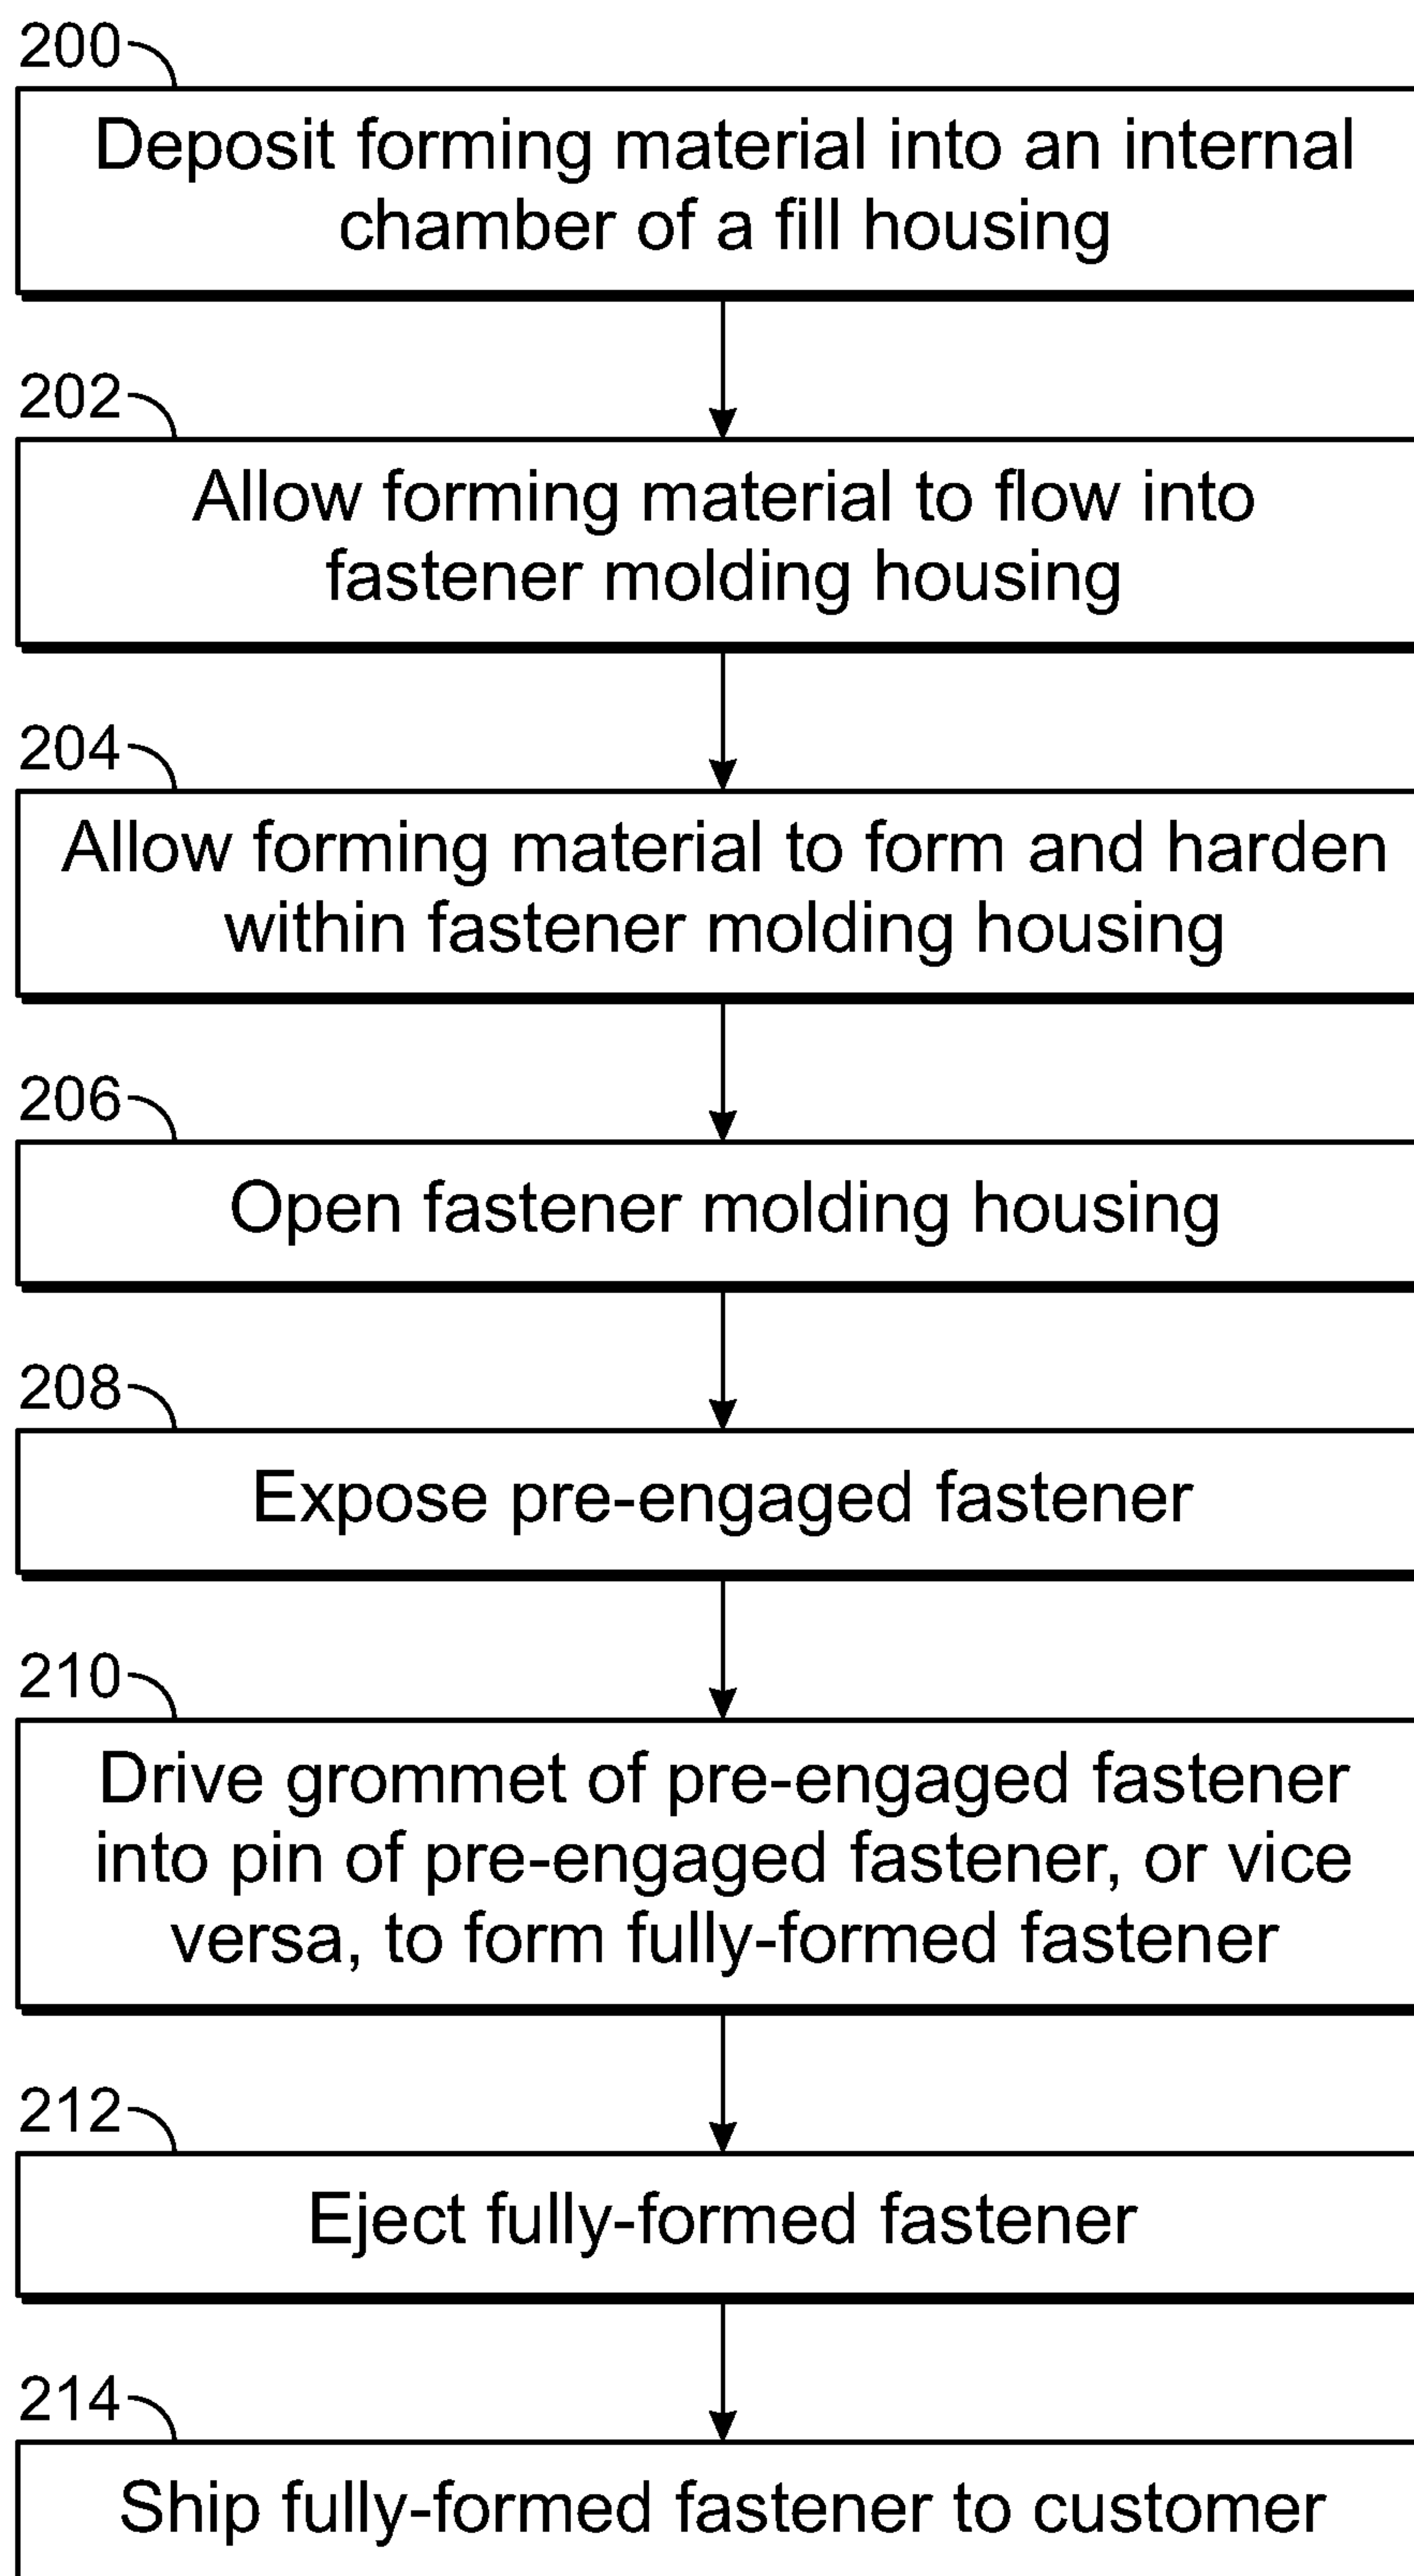 200
Deposit forming material into an internal
chamber of a fill housing
202
Allow forming material to flow into
fastener molding housing
204
Allow forming material to form and harden
within fastener molding housing
206
Open fastener molding housing
208
Expose pre-engaged fastener
210
Drive grommet of pre-engaged fastener
into pin of pre-engaged fastener, or vice
versa, to form fully-formed fastener
212
Eject fully-formed fastener
214
Ship fully-formed fastener to customer